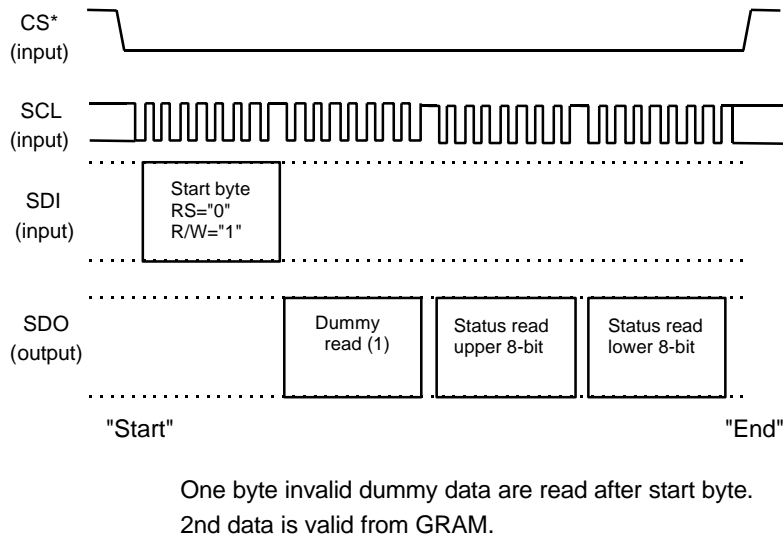 CS*
(input)
SCL
(input)
SDI
(input)
Start byte
RS="0"
R/W="1"
SDO
(output)
Dummy
read (1)
Status read
upper 8-bit
Status read
lower 8-bit
"Start"
"End"
One byte invalid dummy data are read after start byte.
2nd data is valid from GRAM.